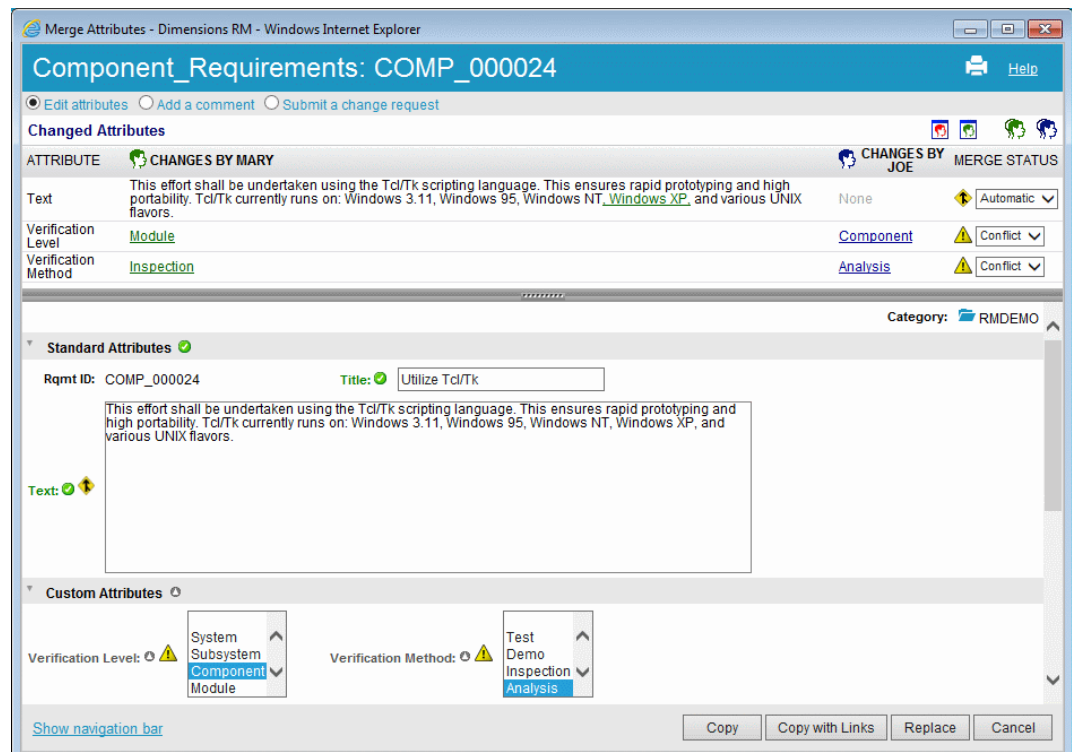 Merge Attributes - Dimensions RM - Windows Internet Explorer
Component_Requirements: COMP_000024
Help
Edit attributes Add a comment Submit a change request
Changed Attributes
ATTRIBUTE CHANGES BY MARY CHANGES BY JOE MERGE STATUS
Text
This effort shall be undertaken using the Tcl/Tk scripting language. This ensures rapid prototyping and high
portability. Tcl/Tk currently runs on: Windows 3.11, Windows 95, Windows NT, Windows XP, and various UNIX
flavors.
None Automatic
Verification
Level
Module Component Conflict
Verification
Method
Inspection Analysis Conflict
Category: RMDEMO
Standard Attributes
Rqmt ID: COMP_000024 Title: Utilize Tcl/Tk
This effort shall be undertaken using the Tcl/Tk scripting language. This ensures rapid prototyping and
high portability. Tcl/Tk currently runs on: Windows 3.11, Windows 95, Windows NT, Windows XP, and
various UNIX flavors.
Text:
Custom Attributes
Verification Level:
System
Subsystem
Component
Module
Verification Method:
Test
Demo
Inspection
Analysis
Show navigation bar Copy Copy with Links Replace Cancel